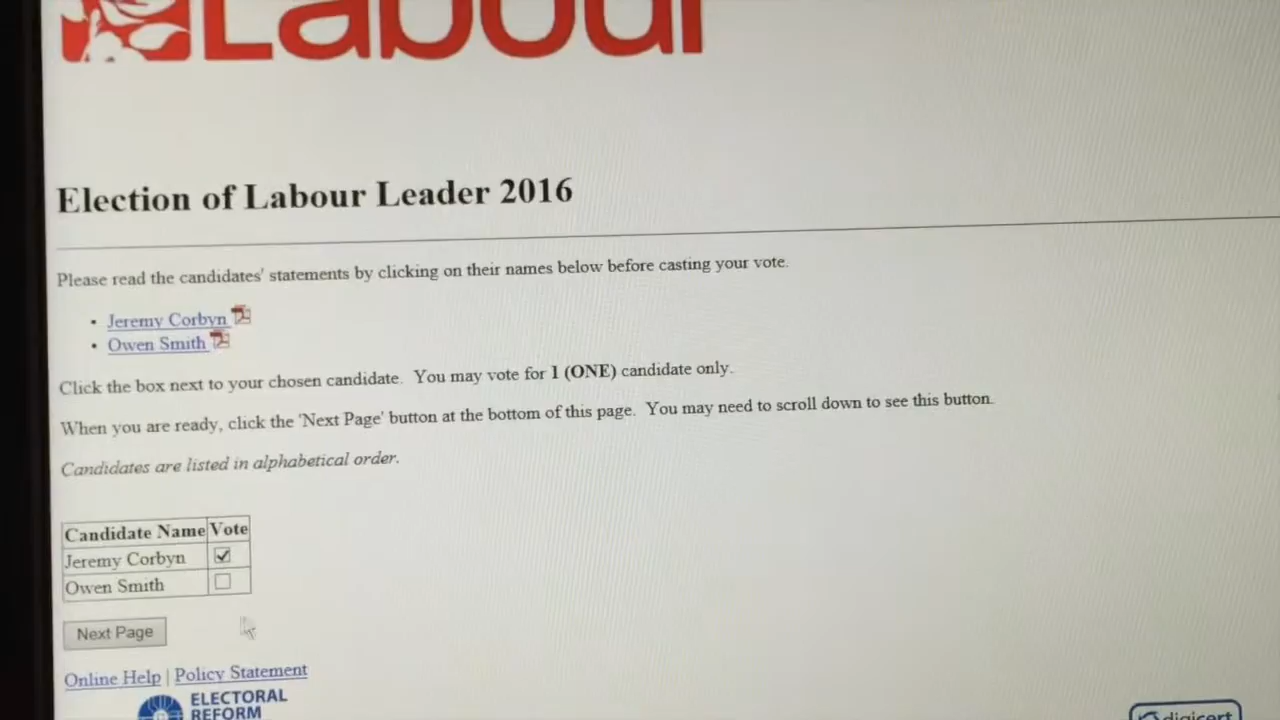 Labour
Election of Labour Leader 2016
Please read the candidates' statements by clicking on their names below before casting your vote.
• Jeremy Corbyn
• Owen Smith
Click the box next to your chosen candidate. You may vote for 1 (ONE) candidate only.
When you are ready, click the 'Next Page' button at the bottom of this page. You may need to scroll down to see this button.
Candidates are listed in alphabetical order.
Candidate Name Vote
Jeremy Corbyn
Owen Smith
Next Page
Online Help | Policy Statement
ELECTORAL
REFORM
digicert